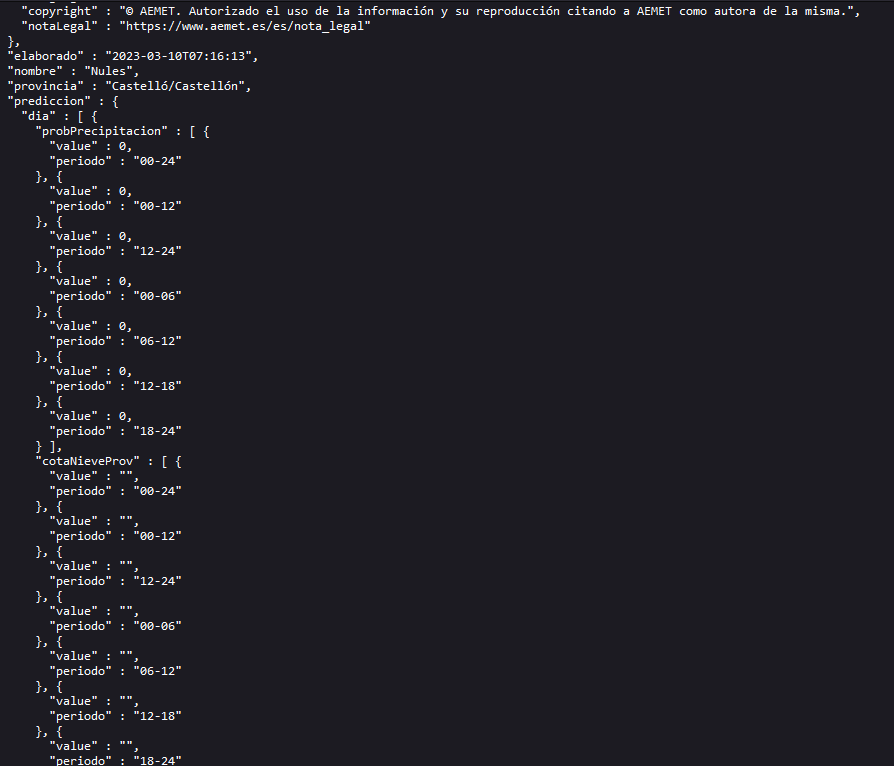 "copyright" : "© AEMET. Autorizado el uso de la información y su reproducción citando a AEMET como autora de la misma.",
"notaLegal" : "https://www.aemet.es/es/nota_legal"
},
"elaborado" : "2023-03-10T07:16:13",
"nombre" : "Nules",
"provincia" : "Castelló/Castellón",
"prediccion" : {
"dia" : [ {
"probPrecipitacion" : [ {
"value" : 0,
"periodo" : "00-24"
}, {
"value" : 0,
"periodo" : "00-12"
}, {
"value" : 0,
"periodo" : "12-24"
}, {
"value" : 0,
"periodo" : "00-06"
}, {
"value" : 0,
"periodo" : "06-12"
}, {
"value" : 0,
"periodo" : "12-18"
}, {
"value" : 0,
"periodo" : "18-24"
} ],
"cotaNieveProv" : [ {
"value" : "",
"periodo" : "00-24"
}, {
"value" : "",
"periodo" : "00-12"
}, {
"value" : "",
"periodo" : "12-24"
}, {
"value" : "",
"periodo" : "00-06"
}, {
"value" : "",
"periodo" : "06-12"
}, {
"value" : "",
"periodo" : "12-18"
}, {
"value" : "",
"periodo" : "18-24"